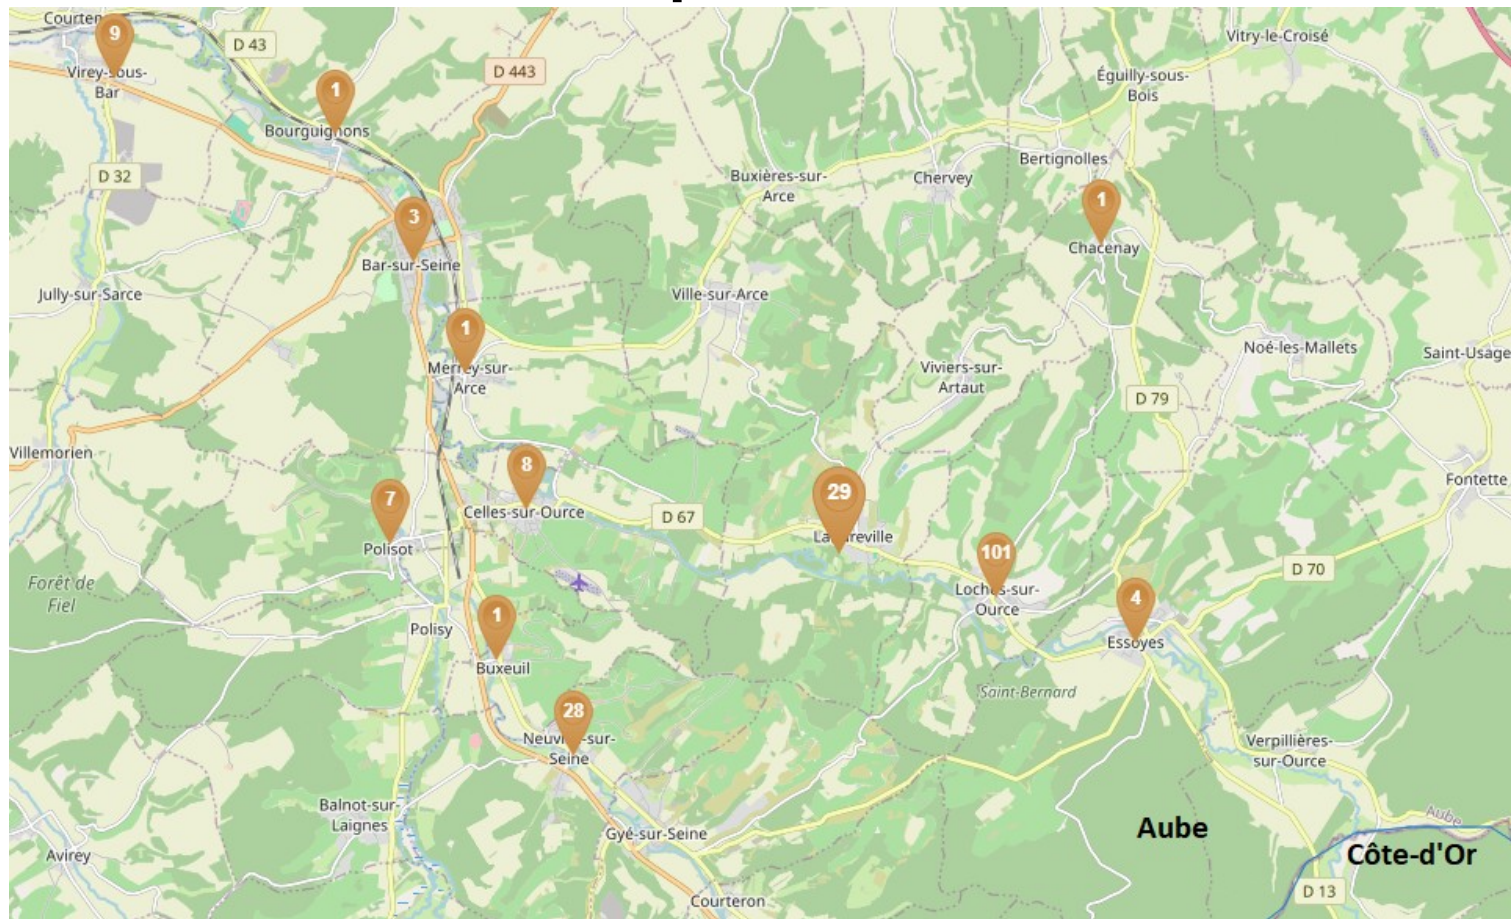 Courten
9
D 43
Virey-sous-
Bar
D 443
1
Bourguignons
Vitry-le-Croisé
Éguilly-sous-
Bois
D 32
Buxières-sur-
Arce
Chervey
Bertignolles
1
Chacenay
3
Bar-sur-Seine
Jully-sur-Sarce
Ville-sur-Arce
1
Merrey-sur-
Arce
Viviers-sur-
Artaut
Noé-les-Mallets
Saint-Usage
D 79
Villemorien
8
Celles-sur-Ource
7
Polisot
D 67
29
Fontette
101
Loches-sur-
Ource
D 70
Forêt de
Fiel
4
Essoyes
Polisy
1
Buxeuil
Saint-Bernard
28
Seine
Verpillières-
sur-Ource
Balnot-sur-
Laignes
Gyé-sur-Seine
Aube
Aube
Avirey
Côte-d'Or
D 13
Courteron